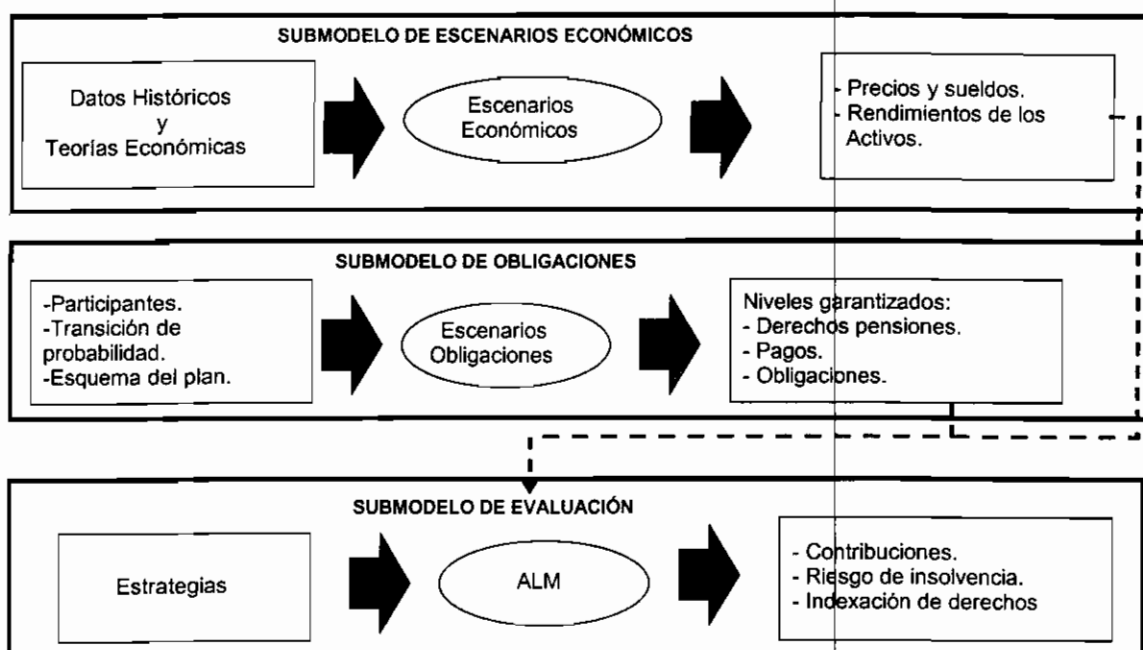 SUBMODELO DE ESCENARIOS ECONÓMICOS
Datos Históricos
y
Teorías Económicas
Escenarios
Económicos
- Precios y sueldos.
- Rendimientos de los
Activos.
SUBMODELO DE OBLIGACIONES
-Participantes.
-Transición de
probabilidad.
-Esquema del plan.
Escenarios
Obligaciones
Niveles garantizados:
- Derechos pensiones.
- Pagos.
- Obligaciones.
SUBMODELO DE EVALUACIÓN
Estrategias
ALM
- Contribuciones.
- Riesgo de insolvencia.
- Indexación de derechos